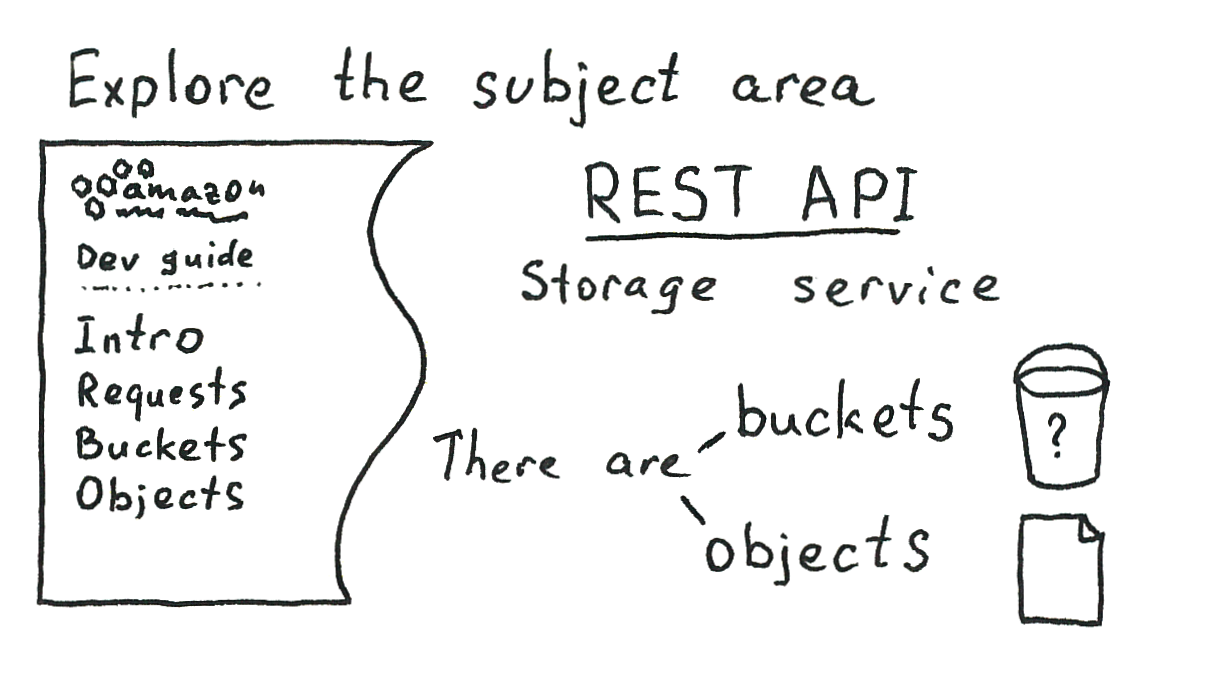 Explore the subject area
amazon
Dev guide
Intro
Requests
Buckets
Objects
REST API
Storage service
There are
buckets
objects
?